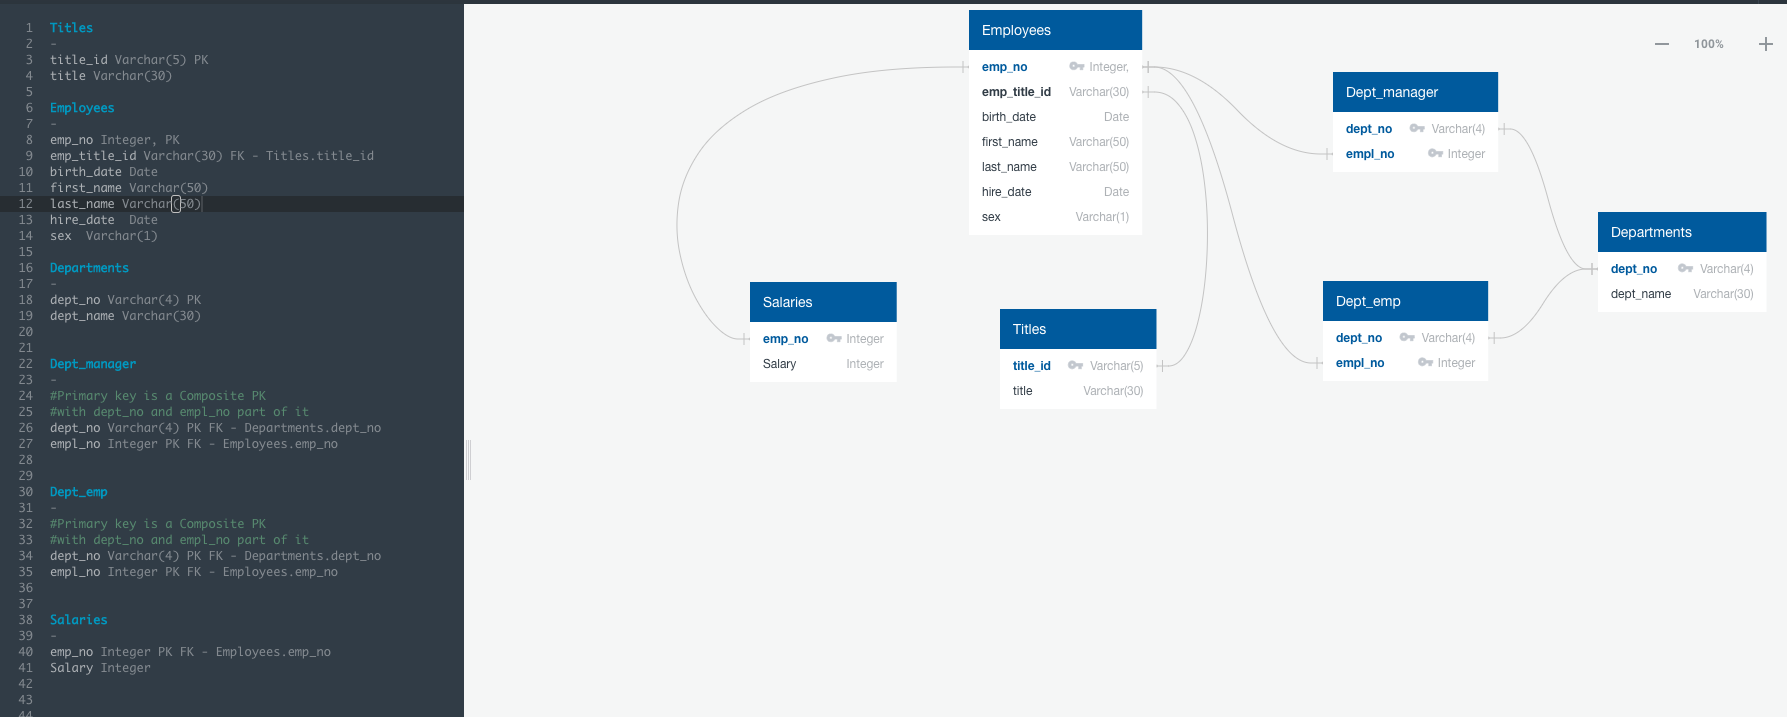 1 Titles
2 -
3 title_id Varchar(5) PK
4 title Varchar(30)
5
6 Employees
7 -
8 emp_no Integer, PK
9 emp_title_id Varchar(30) FK - Titles.title_id
10 birth_date Date
11 first_name Varchar(50)
12 last_name Varchar(50)
13 hire_date  Date
14 sex  Varchar(1)
15
16 Departments
17 -
18 dept_no Varchar(4) PK
19 dept_name Varchar(30)
20
21
22 Dept_manager
23 -
24 #Primary key is a Composite PK
25 #with dept_no and empl_no part of it
26 dept_no Varchar(4) PK FK - Departments.dept_no
27 empl_no Integer PK FK - Employees.emp_no
28
29
30 Dept_emp
31 -
32 #Primary key is a Composite PK
33 #with dept_no and empl_no part of it
34 dept_no Varchar(4) PK FK - Departments.dept_no
35 empl_no Integer PK FK - Employees.emp_no
36
37
38 Salaries
39 -
40 emp_no Integer PK FK - Employees.emp_no
41 Salary Integer
42
43
44
Employees
emp_no Integer,
emp_title_id Varchar(30)
birth_date Date
first_name Varchar(50)
last_name Varchar(50)
hire_date Date
sex Varchar(1)
100%
Dept_manager
dept_no Varchar(4)
empl_no Integer
Departments
dept_no Varchar(4)
dept_name Varchar(30)
Salaries
emp_no Integer
Salary Integer
Titles
title_id Varchar(5)
title Varchar(30)
Dept_emp
dept_no Varchar(4)
empl_no Integer